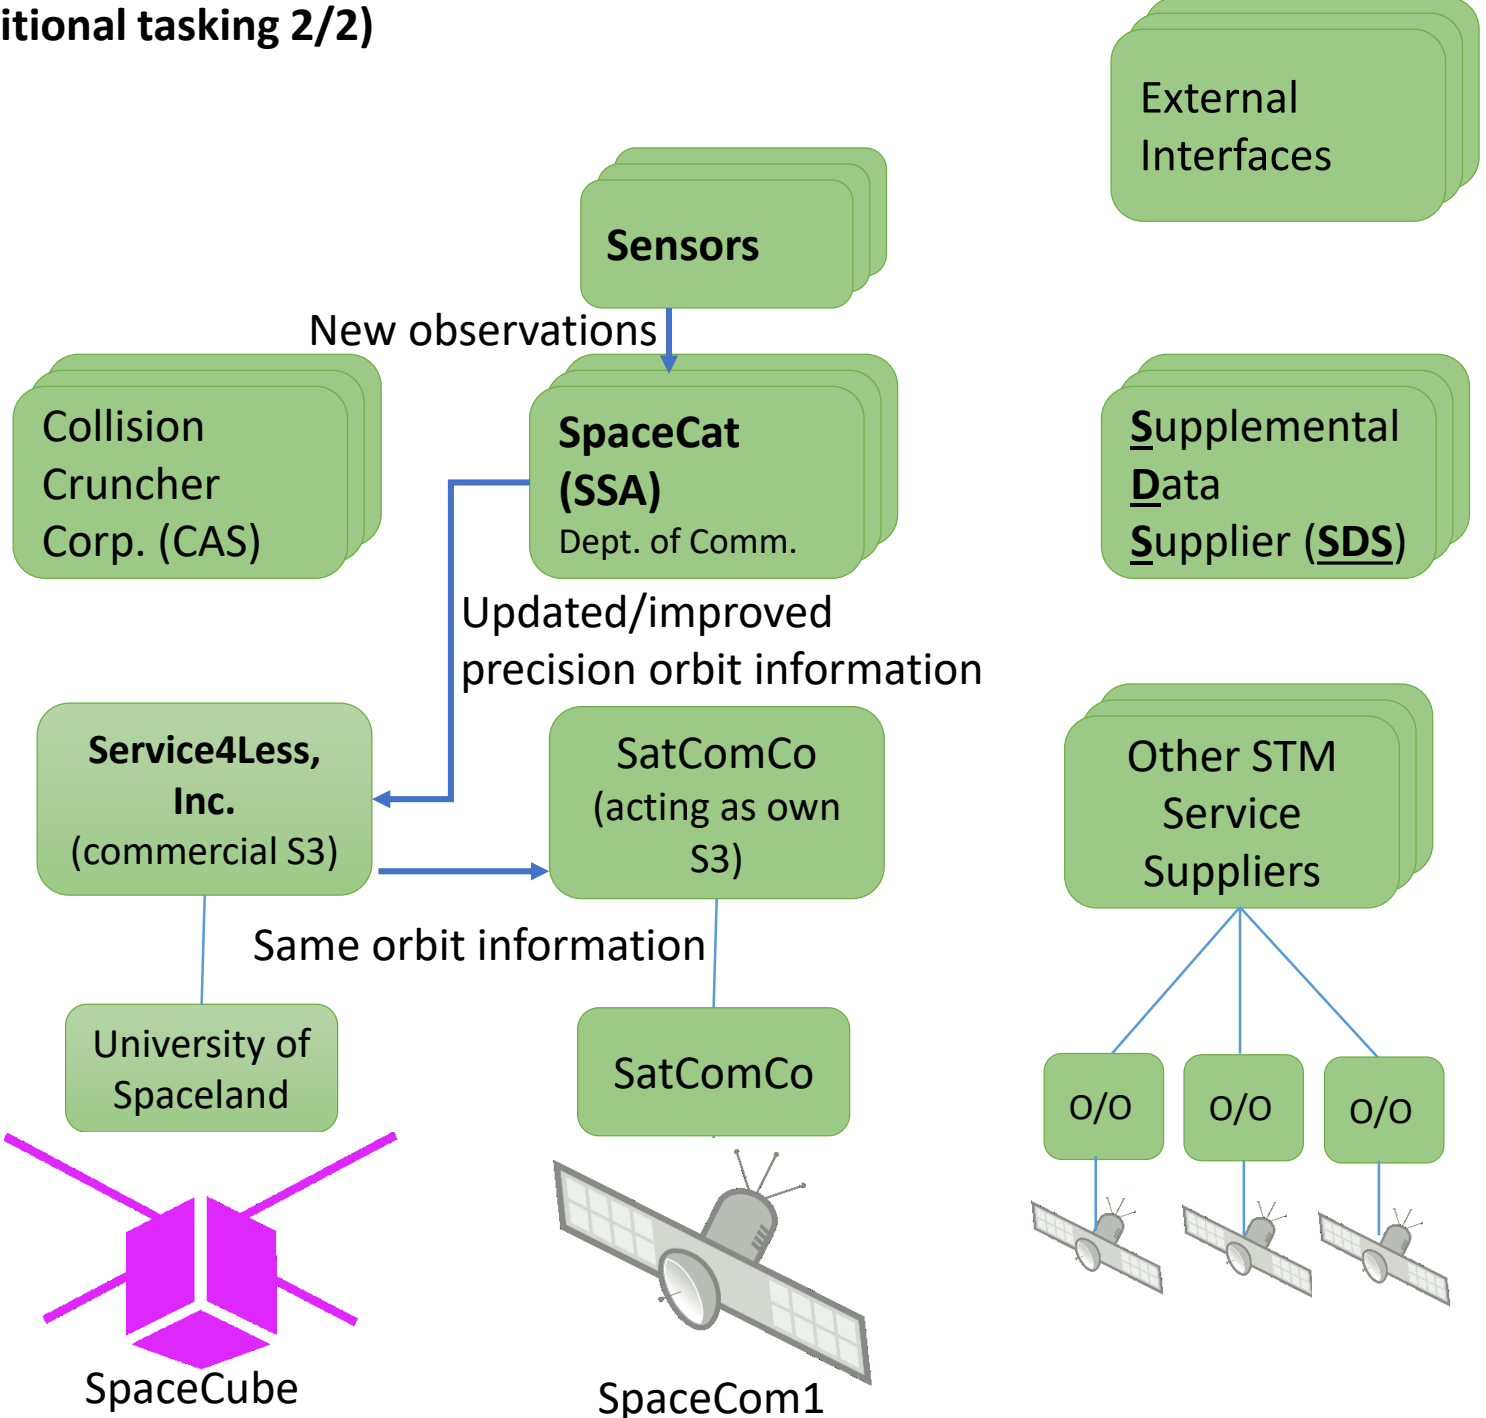 itional tasking 2/2)
External
Interfaces
Sensors
New observations
Collision
Cruncher
Corp. (CAS)
SpaceCat
(SSA)
Dept. of Comm.
Supplemental
Data
Supplier (SDS)
Updated/improved
precision orbit information
Service4Less,
Inc.
(commercial S3)
SatComCo
(acting as own
S3)
Other STM
Service
Suppliers
Same orbit information
University of
Spaceland
SatComCo
O/O
O/O
O/O
SpaceCube
SpaceCom1